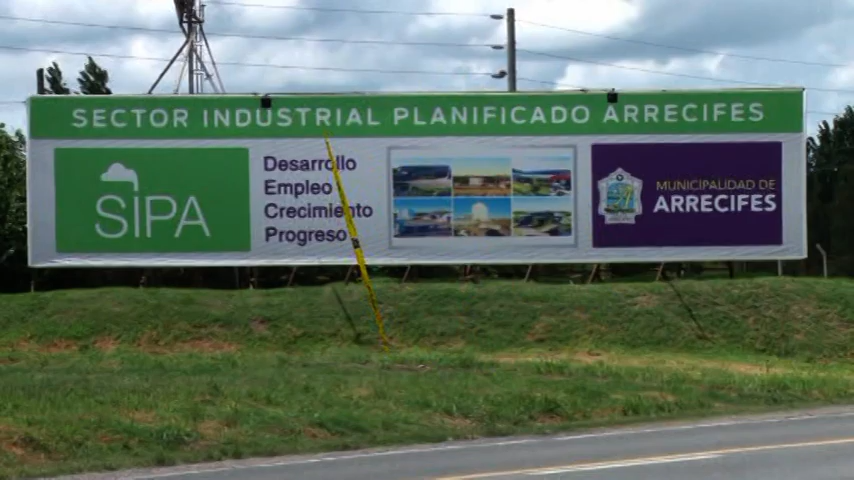 SECTOR INDUSTRIAL PLANIFICADO ARRECIFES
SIPA
Desarrollo
Empleo
Crecimiento
Progreso
MUNICIPALIDAD DE
ARRECIFES